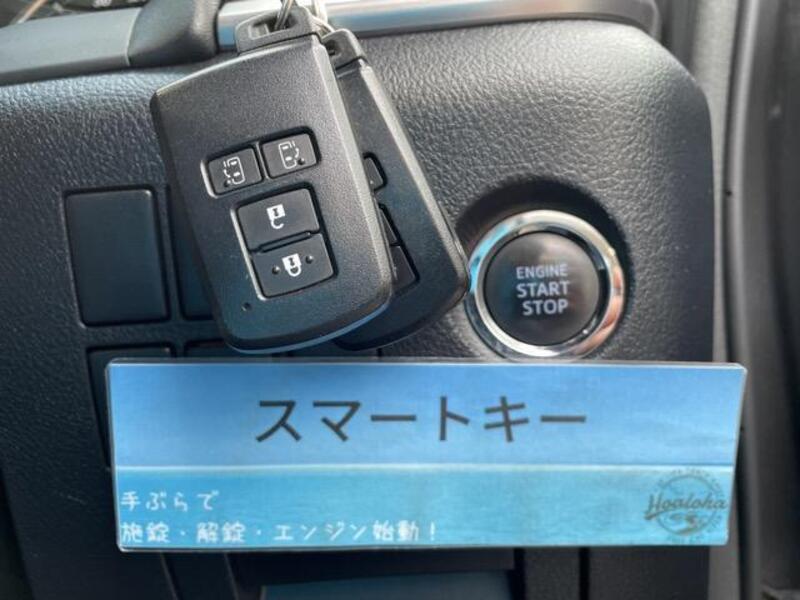 ENGINE
START
STOP
スマートキー
手ぶらで
施錠・解錠・エンジン始動!
Hoaloha